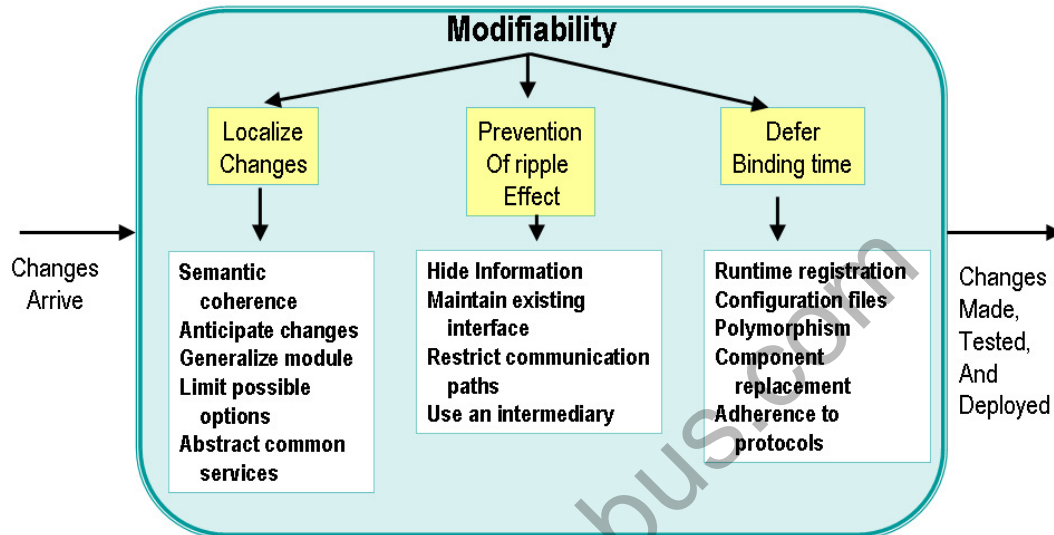 Modifiability
Localize
Changes
Prevention
Of ripple
Effect
Defer
Binding time
Changes
Arrive
Semantic
coherence
Anticipate changes
Generalize module
Limit possible
options
Abstract common
services
Hide Information
Maintain existing
interface
Restrict communication
paths
Use an intermediary
Runtime registration
Configuration files
Polymorphism
Component
replacement
Adherence to
protocols
Changes
Made,
Tested,
And
Deployed
bus.com